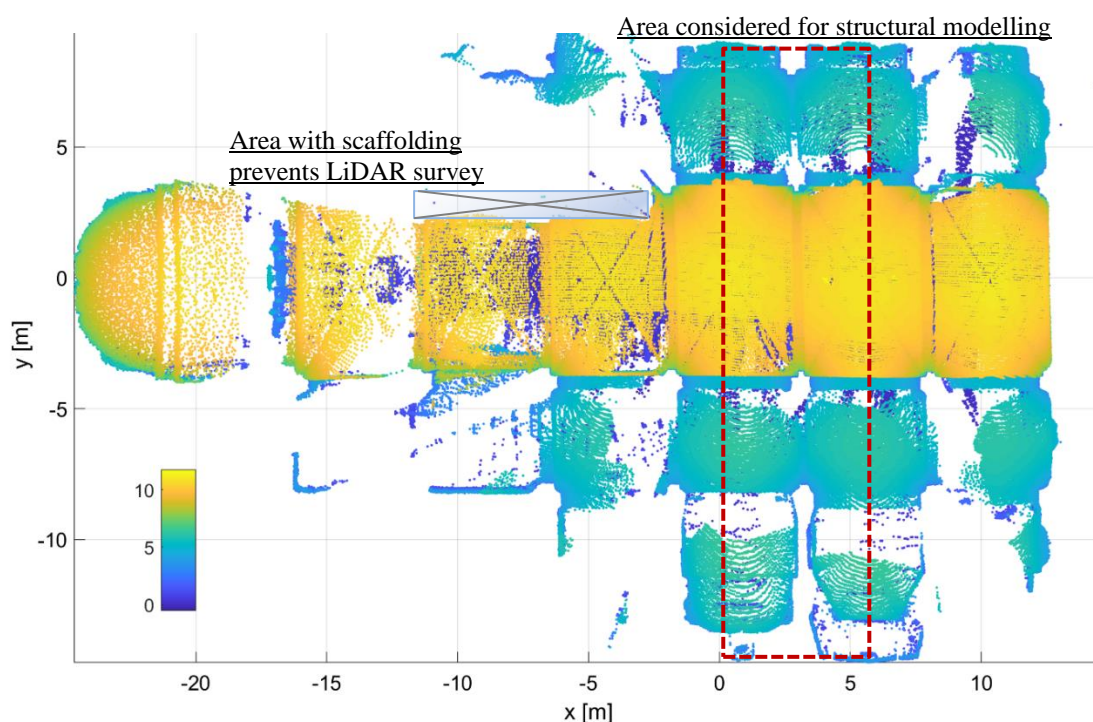 Area considered for structural modelling
Area with scaffolding
prevents LiDAR survey
5
0
-5
-10
y [m]
10
5
0
-20
-15
-10
-5
0
5
10
x [m]